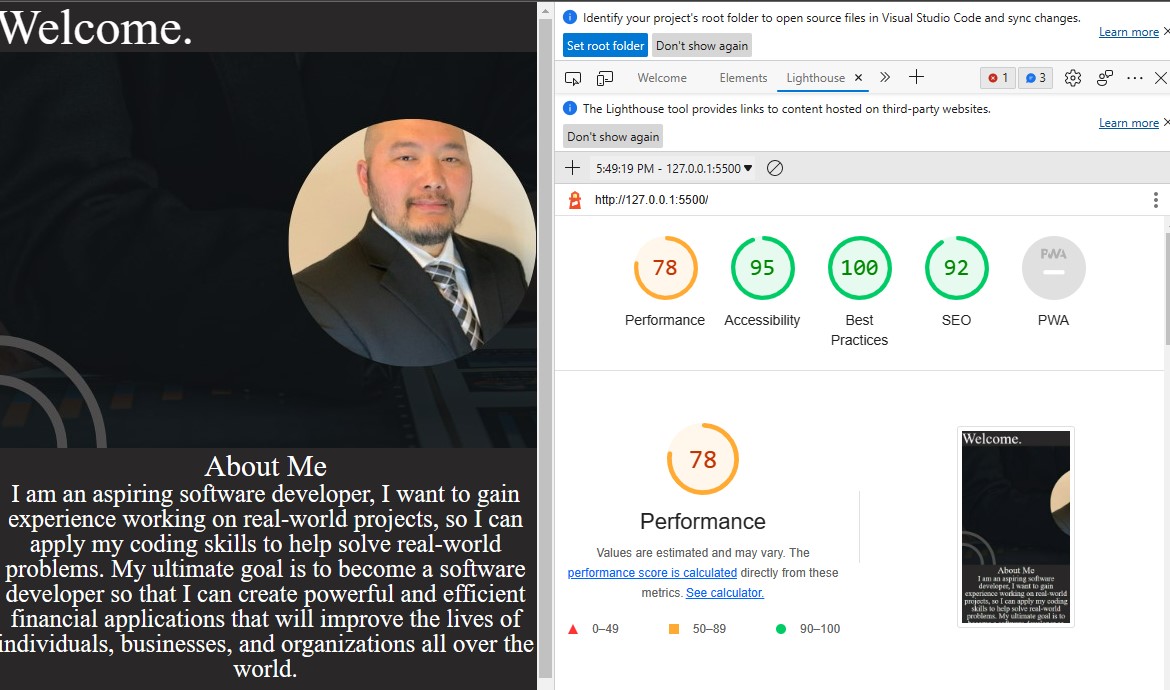 Welcome.
About Me
I am an aspiring software developer, I want to gain
experience working on real-world projects, so I can
apply my coding skills to help solve real-world
problems. My ultimate goal is to become a software
developer so that I can create powerful and efficient
financial applications that will improve the lives of
individuals, businesses, and organizations all over the
world.
Identify your project's root folder to open source files in Visual Studio Code and sync changes.
Learn more
Set root folder
Don't show again
Welcome
Elements
Lighthouse
1
3
The Lighthouse tool provides links to content hosted on third-party websites.
Learn more
Don't show again
5:49:19 PM - 127.0.0.1:5500
http://127.0.0.1:5500/
78
95
100
92
PWA
Performance
Accessibility
Best
Practices
SEO
PWA
78
Performance
Values are estimated and may vary. The
performance score is calculated directly from these
metrics. See calculator.
0–49
50–89
90–100
Welcome.
About Me
I am an aspiring software
developer, I want to gain
experience working on real-world
projects, so I can apply my coding
skills to help solve real-world
problems. My ultimate goal is to